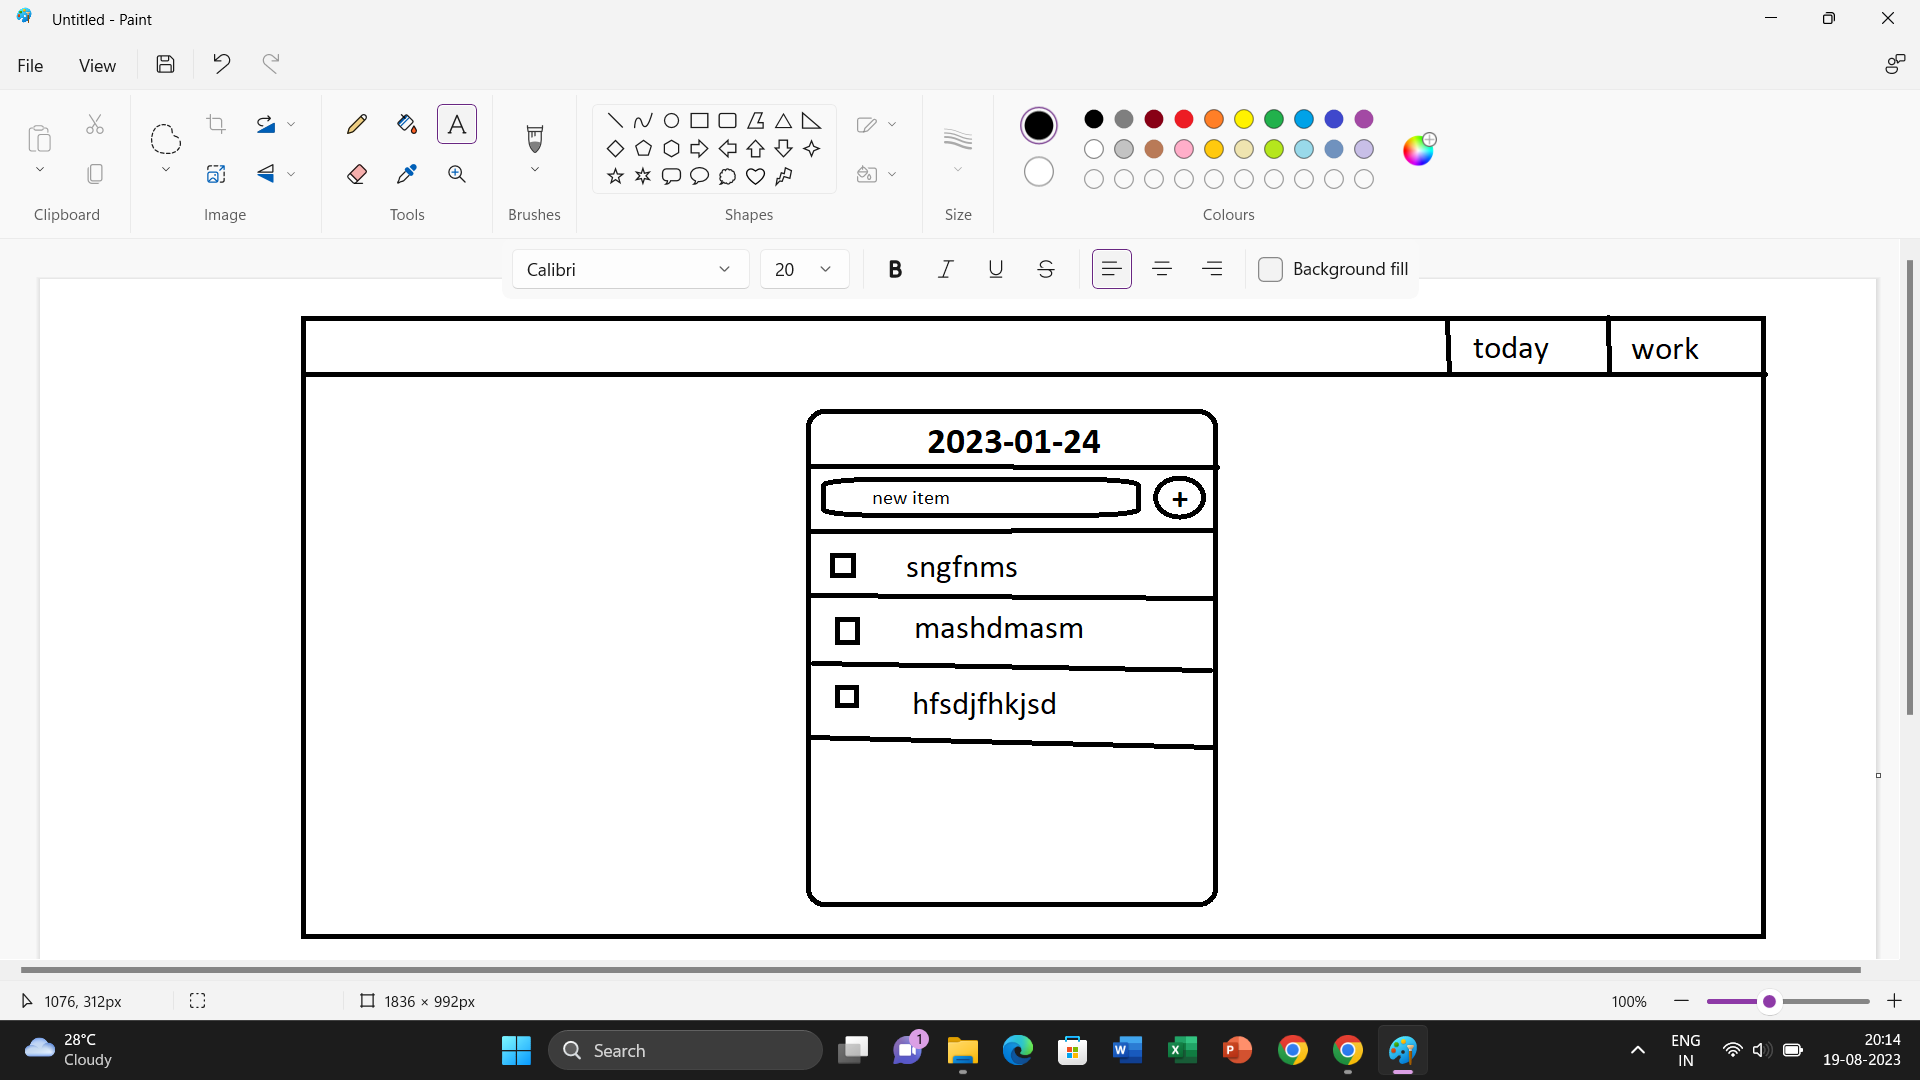 Untitled - Paint
File View
Clipboard
Image
Tools
Brushes
Shapes
Size
Colours
Calibri 20 B I U S Background fill
today work
2023-01-24
new item +
sngfnms
mashdmasm
hfsdjfhkjsd
1076, 312px 1836 × 992px 100%
28°C
Cloudy
Search
1
ENG
IN
20:14
19-08-2023